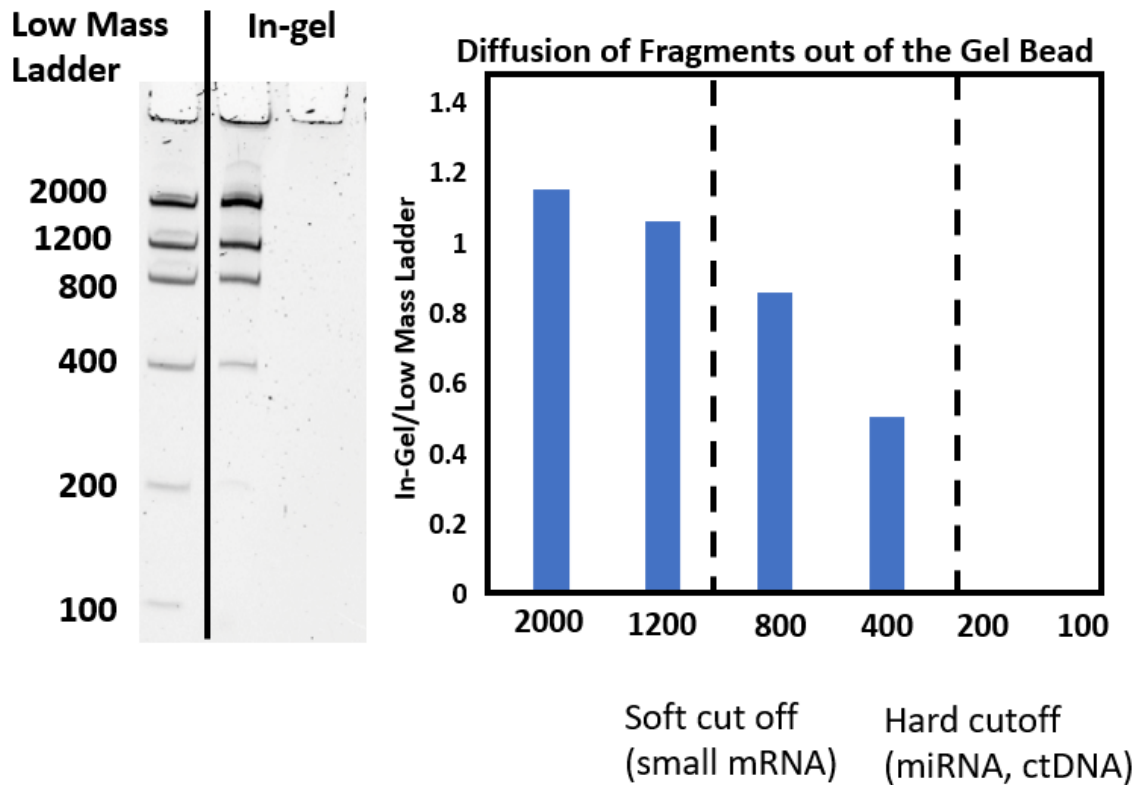 Low Mass
Ladder
In-gel
2000
1200
800
400
200
100
Diffusion of Fragments out of the Gel Bead
In-Gel/Low Mass Ladder
1.4
1.2
1
0.8
0.6
0.4
0.2
0
2000 1200 800 400 200 100
Soft cut off
(small mRNA)
Hard cutoff
(miRNA, ctDNA)